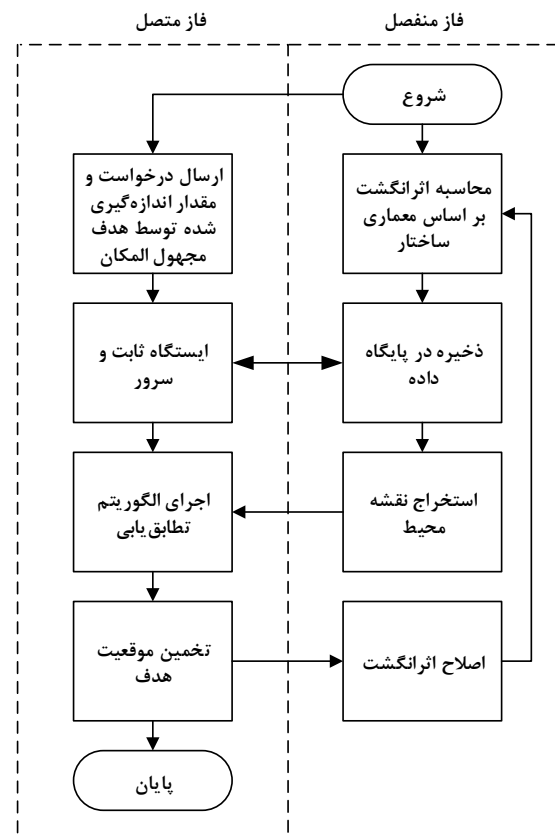 فاز منفصل
فاز متصل
شروع
محاسبه اثرانگشت
بر اساس معماری
ساختار
ارسال درخواست و
مقدار اندازه‌گیری
شده توسط هدف
مجهول المکان
ذخیره در پایگاه
داده
ایستگاه ثابت و
سرور
استخراج نقشه
محیط
اجرای الگوریتم
تطابق‌یابی
اصلاح اثرانگشت
تخمین موقعیت
هدف
پایان